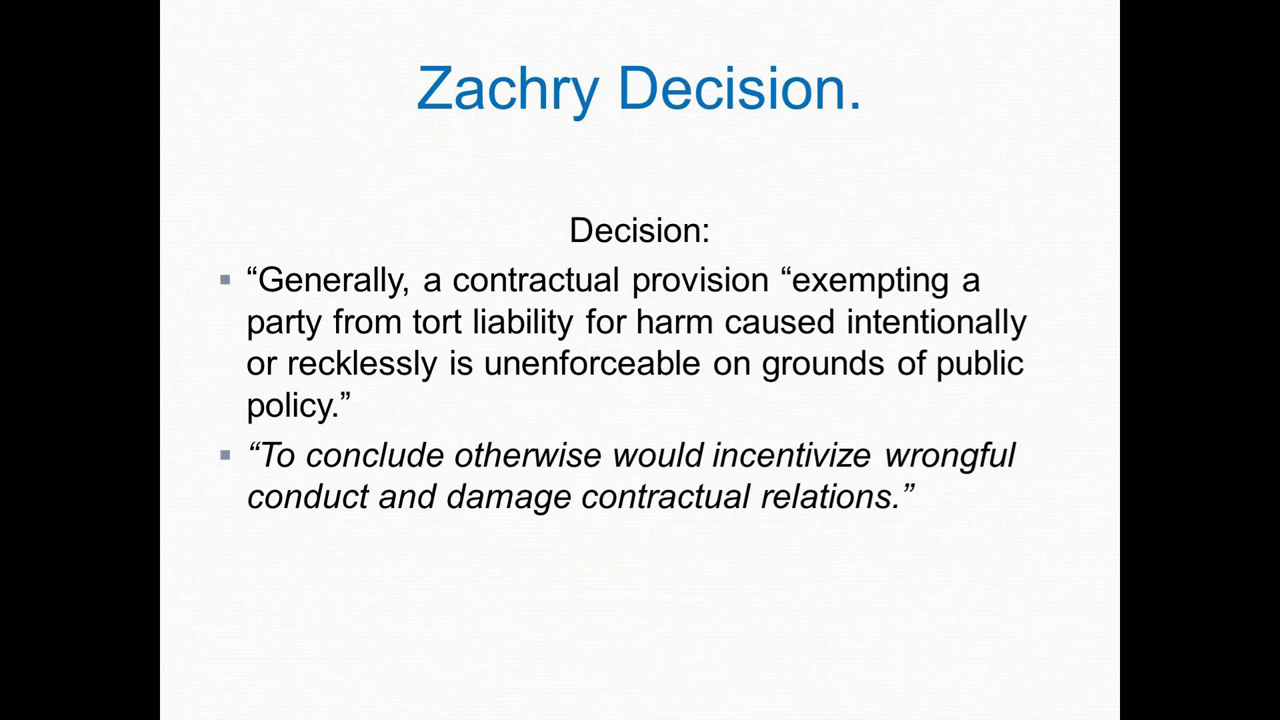 Zachry Decision.
Decision:
“Generally, a contractual provision “exempting a
party from tort liability for harm caused intentionally
or recklessly is unenforceable on grounds of public
policy.”
“To conclude otherwise would incentivize wrongful
conduct and damage contractual relations.”